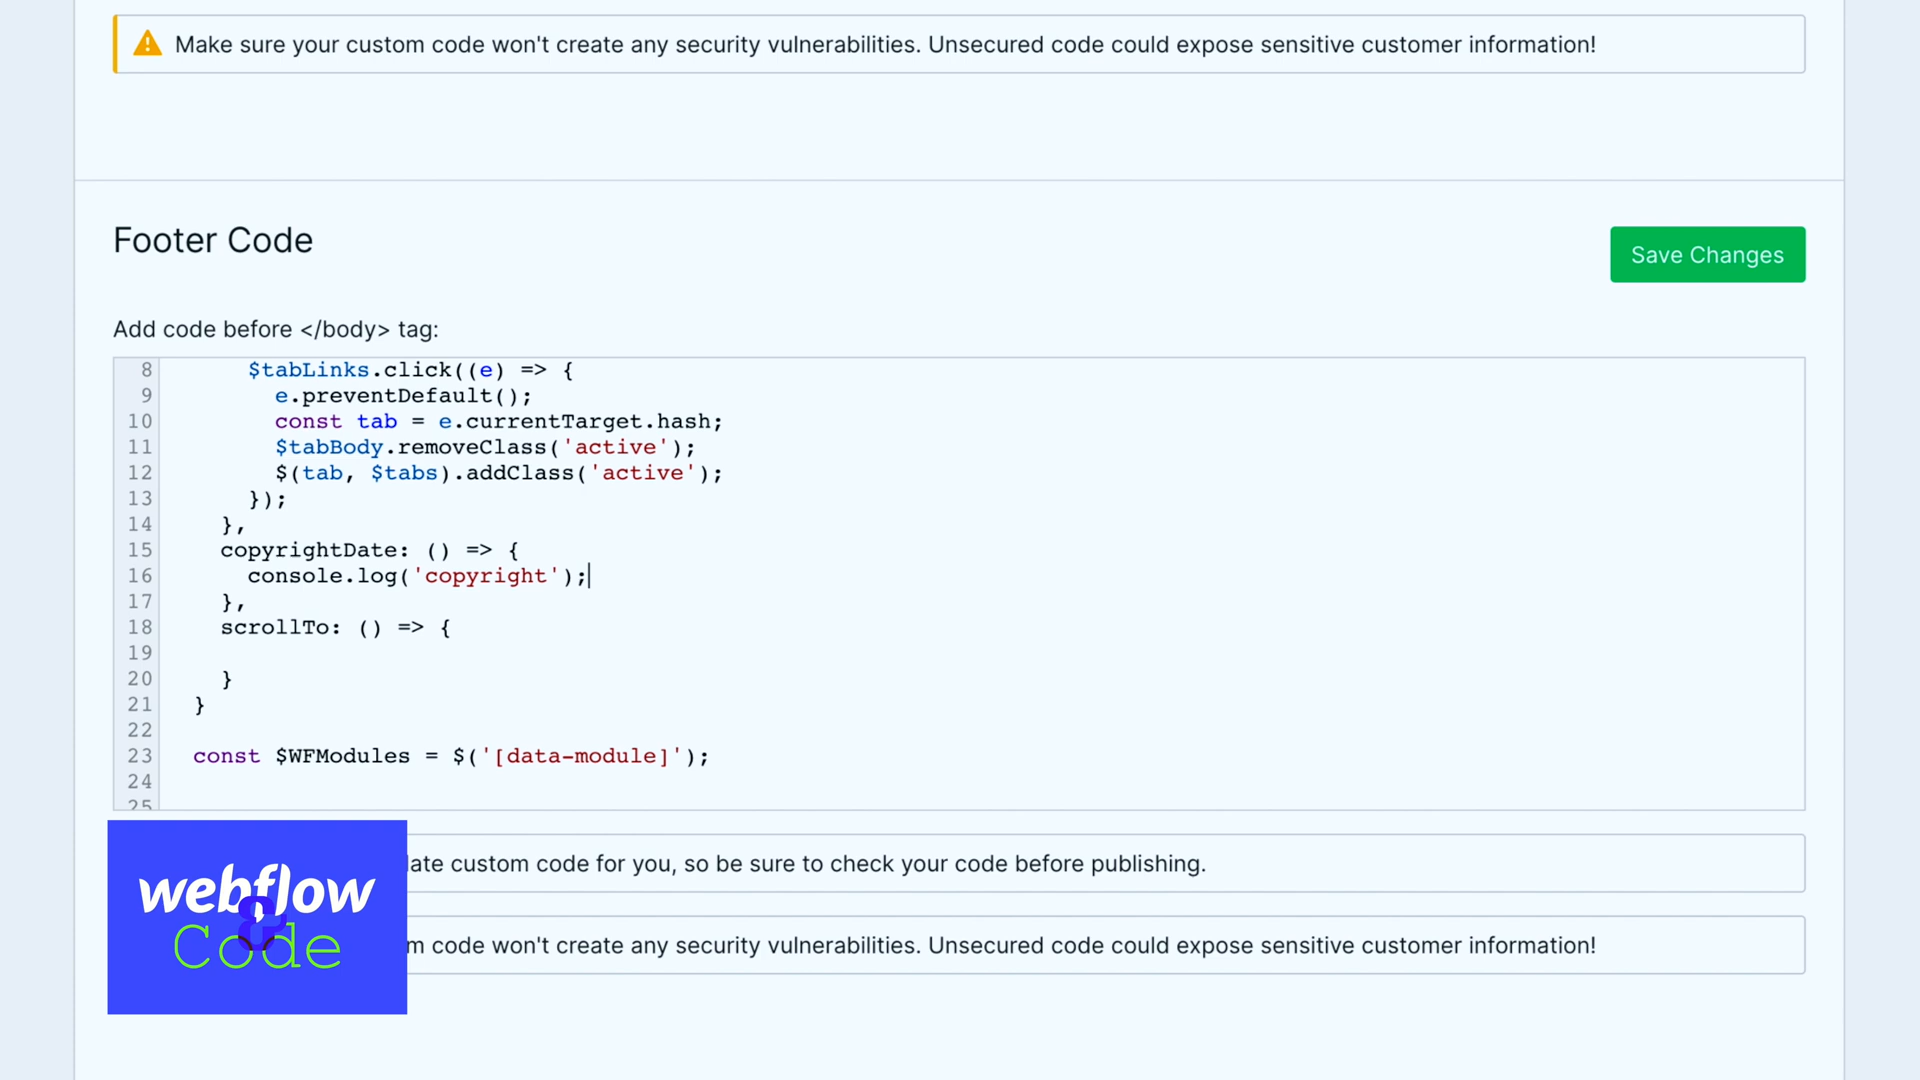 Make sure your custom code won't create any security vulnerabilities. Unsecured code could expose sensitive customer information!
Footer Code
Save Changes
Add code before </body> tag:
8 $tabLinks.click((e) => {
9 e.preventDefault();
10 const tab = e.currentTarget.hash;
11 $tabBody.removeClass('active');
12 $(tab, $tabs).addClass('active');
13 });
14 },
15 copyrightDate: () => {
16 console.log('copyright');
17 },
18 scrollTo: () => {
19
20 }
21 }
22
23 const $WFModules = $('[data-module]');
24
25
late custom code for you, so be sure to check your code before publishing.
m code won't create any security vulnerabilities. Unsecured code could expose sensitive customer information!
webflow
&
Code